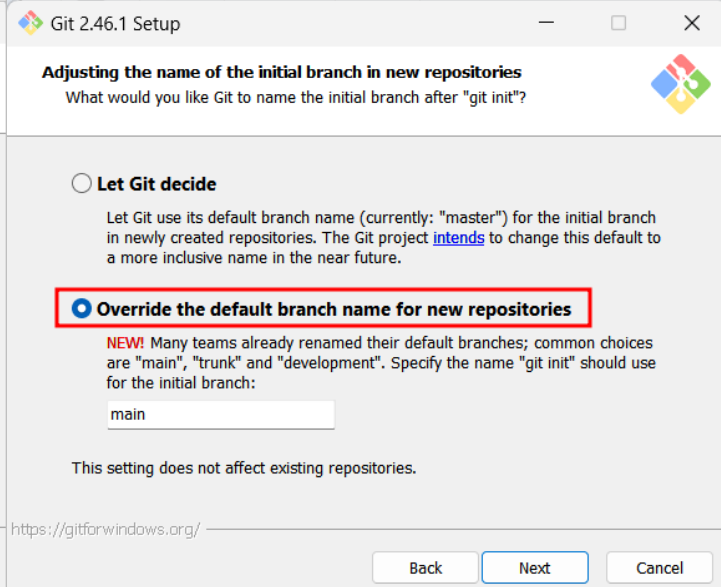 Git 2.46.1 Setup
Adjusting the name of the initial branch in new repositories
What would you like Git to name the initial branch after "git init"?
Let Git decide
Let Git use its default branch name (currently: "master") for the initial branch
in newly created repositories. The Git project intends to change this default to
a more inclusive name in the near future.
Override the default branch name for new repositories
NEW! Many teams already renamed their default branches; common choices
are "main", "trunk" and "development". Specify the name "git init" should use
for the initial branch:
main
This setting does not affect existing repositories.
https://gitforwindows.org/
Back Next Cancel